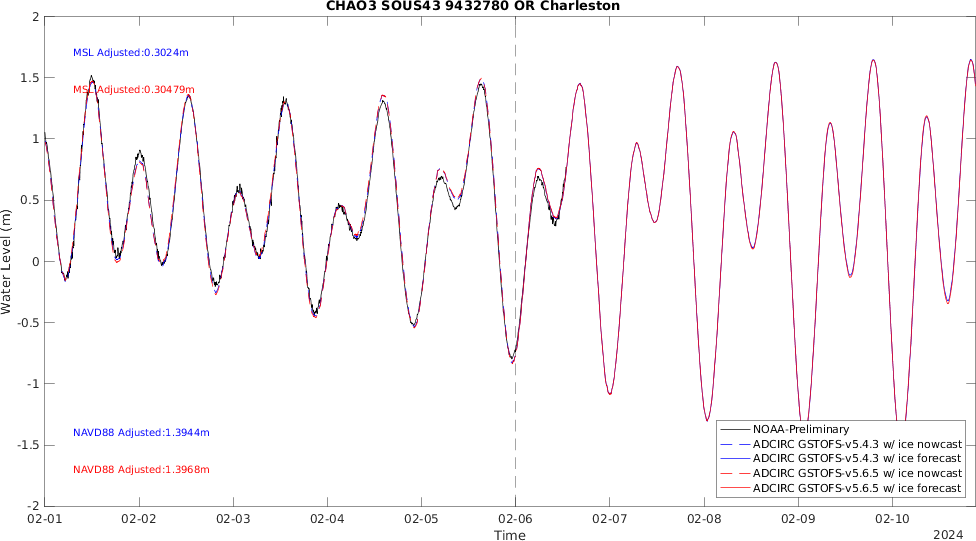 CHAO3 SOUS43 9432780 OR Charleston
2
1.5
1
0.5
0
-0.5
-1
-1.5
-2
Water Level (m)
MSL Adjusted:0.3024m
MSL Adjusted:0.30479m
NAVD88 Adjusted:1.3944m
NAVD88 Adjusted:1.3968m
NOAA-Preliminary
ADCIRC GSTOFS-v5.4.3 w/ ice nowcast
ADCIRC GSTOFS-v5.4.3 w/ ice forecast
ADCIRC GSTOFS-v5.6.5 w/ ice nowcast
ADCIRC GSTOFS-v5.6.5 w/ ice forecast
02-01 02-02 02-03 02-04 02-05 02-06 02-07 02-08 02-09 02-10
Time
2024